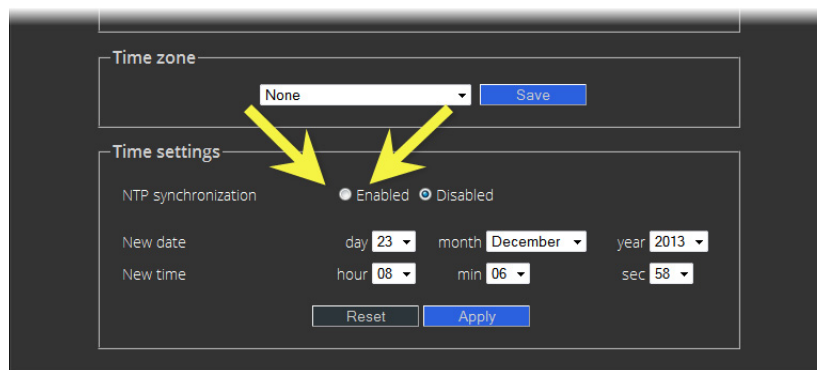 Time zone
None Save
Time settings
NTP synchronization Enabled Disabled
New date day 23 month December year 2013
New time hour 08 min 06 sec 58
Reset Apply